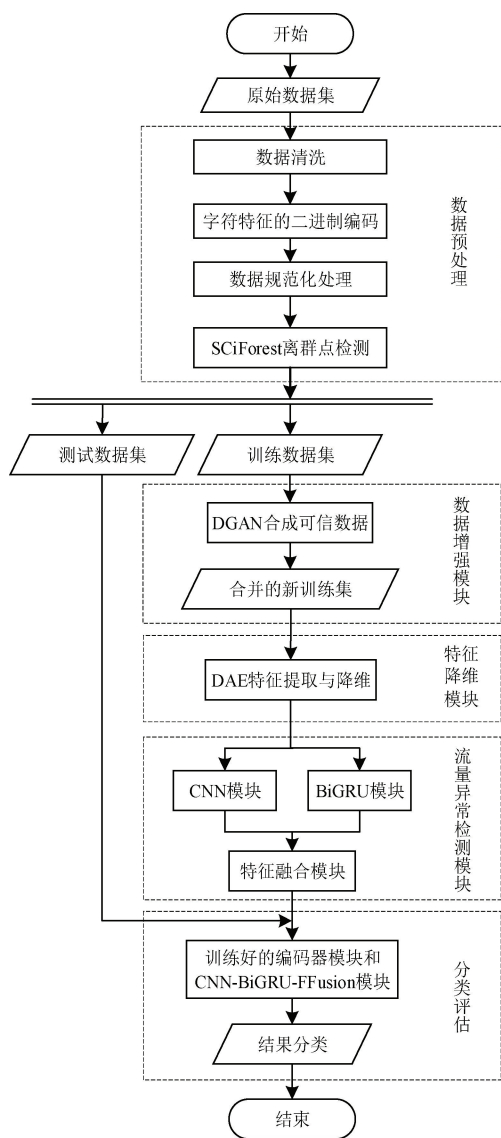 开始
原始数据集
数据清洗
字符特征的二进制编码
数据规范化处理
SCiForest离群点检测
数据预处理
测试数据集
训练数据集
DGAN合成可信数据
合并的新训练集
数据增强模块
DAE特征提取与降维
特征
降维
模块
CNN模块
BiGRU模块
特征融合模块
流量异常检测模块
训练好的编码器模块和
CNN-BiGRU-FFusion模块
结果分类
分类评估
结束